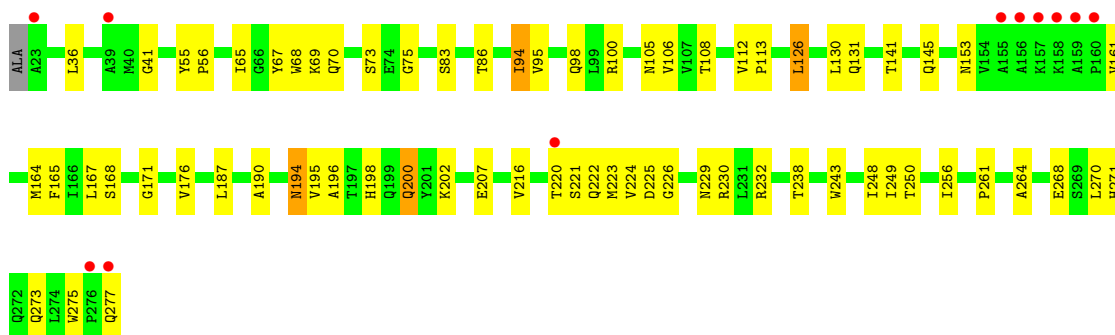 ALA A23 L36 A39 M40 G41 Y55 P56 I65 G66 Y67 W68 K69 Q70 S73 E74 G75 S83 T86 I94 V95 Q98 L99 R100 N105 V106 V107 T108 V112 P113 L126 L130 Q131 T141 Q145 N153 V154 A155 A156 K157 K158 A159 P160
M164 F165 I166 L167 S168 G171 V176 L187 A190 N194 V195 A196 T197 H198 Q199 Q200 Y201 K202 E207 V216 T220 S221 Q222 M223 V224 D225 G226 N229 R230 L231 R232 T238 W243 I248 I249 T250 I256 P261 A264 E268 S269 L270
Q272 Q273 L274 W275 P276 Q277